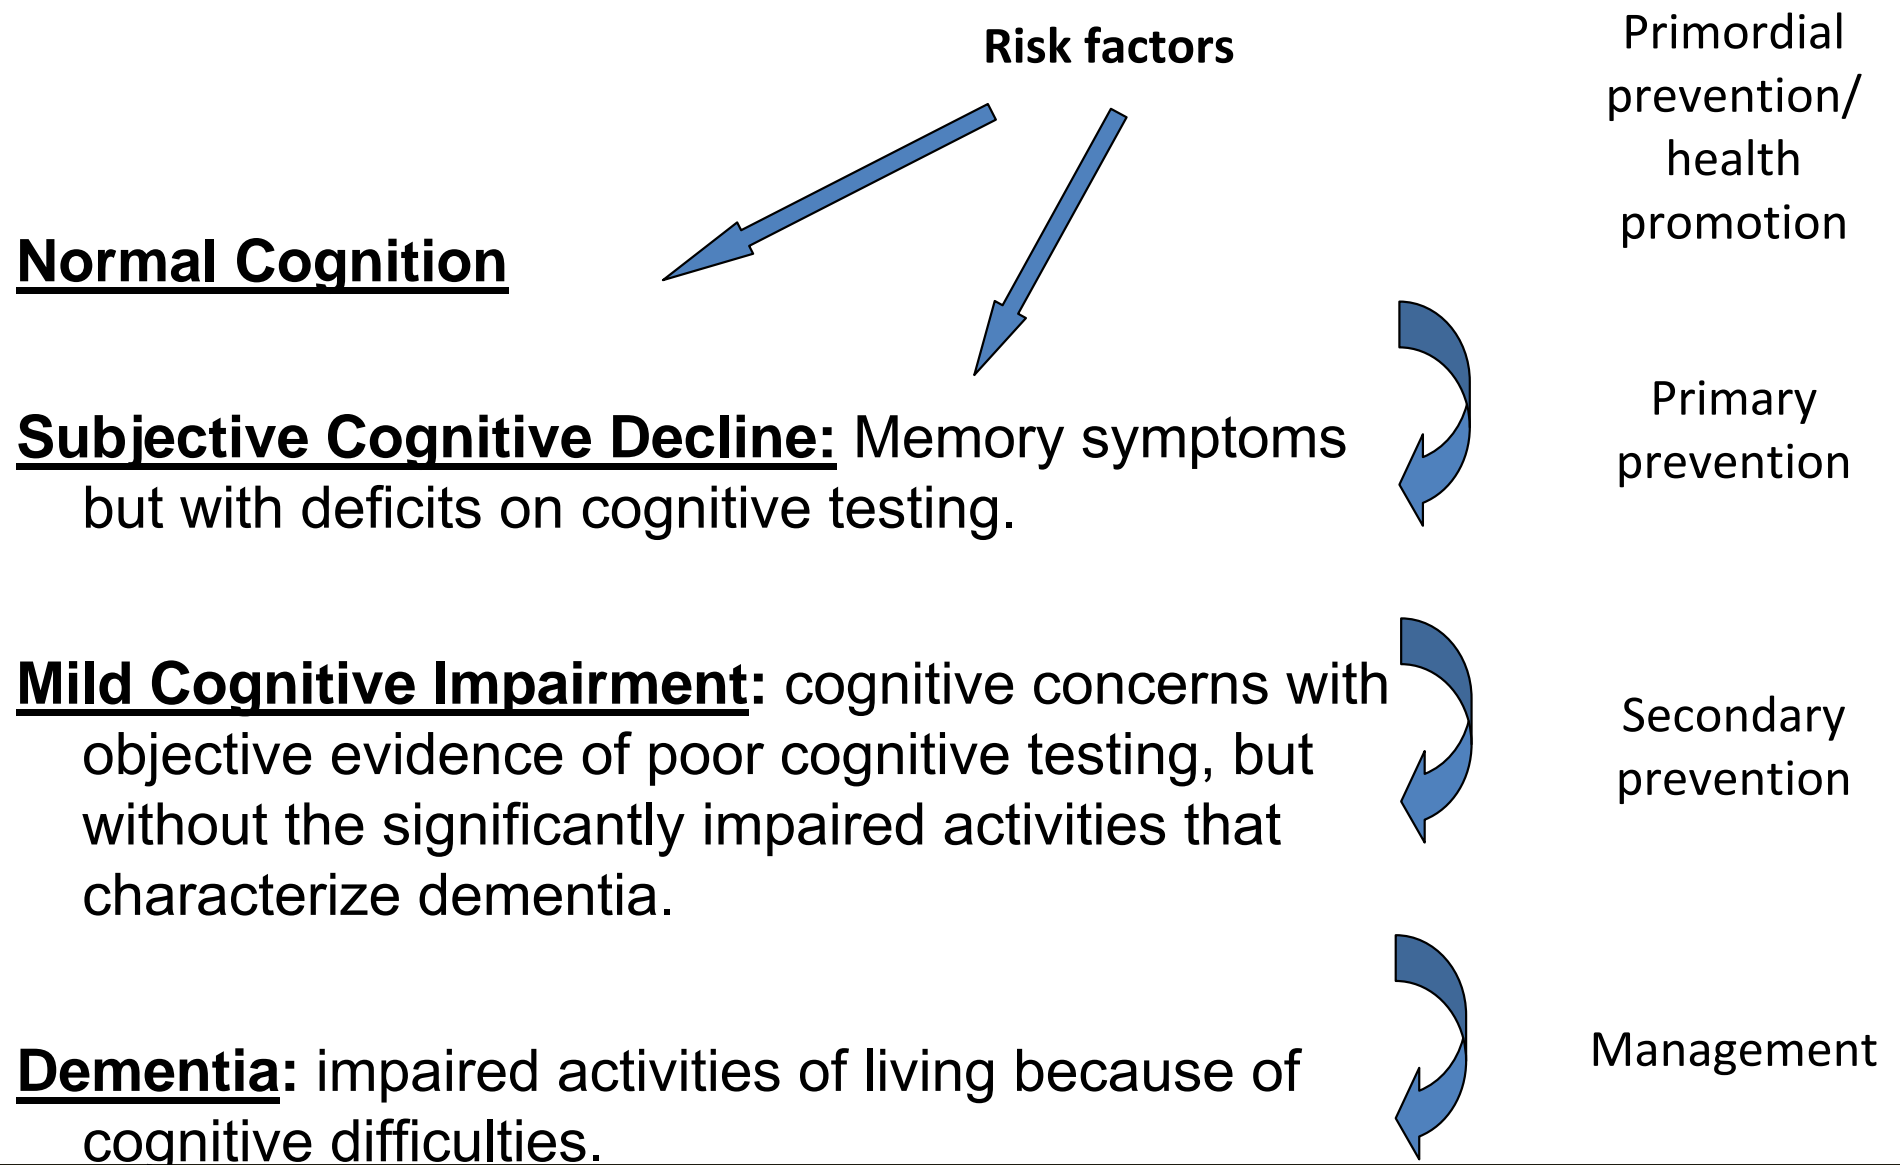 Risk factors
Primordial
prevention/
health
promotion
Normal Cognition
Subjective Cognitive Decline: Memory symptoms
but with deficits on cognitive testing.
Primary
prevention
Mild Cognitive Impairment: cognitive concerns with
objective evidence of poor cognitive testing, but
without the significantly impaired activities that
characterize dementia.
Secondary
prevention
Dementia: impaired activities of living because of
cognitive difficulties.
Management